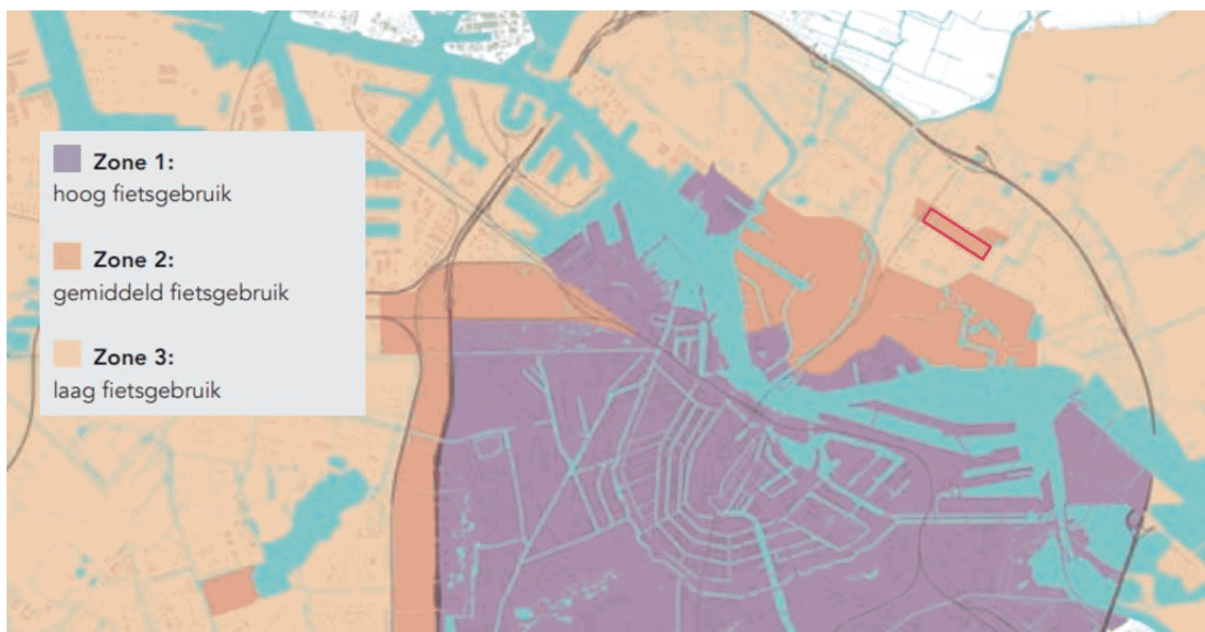 Zone 1:
hoog fietsgebruik
Zone 2:
gemiddeld fietsgebruik
Zone 3:
laag fietsgebruik